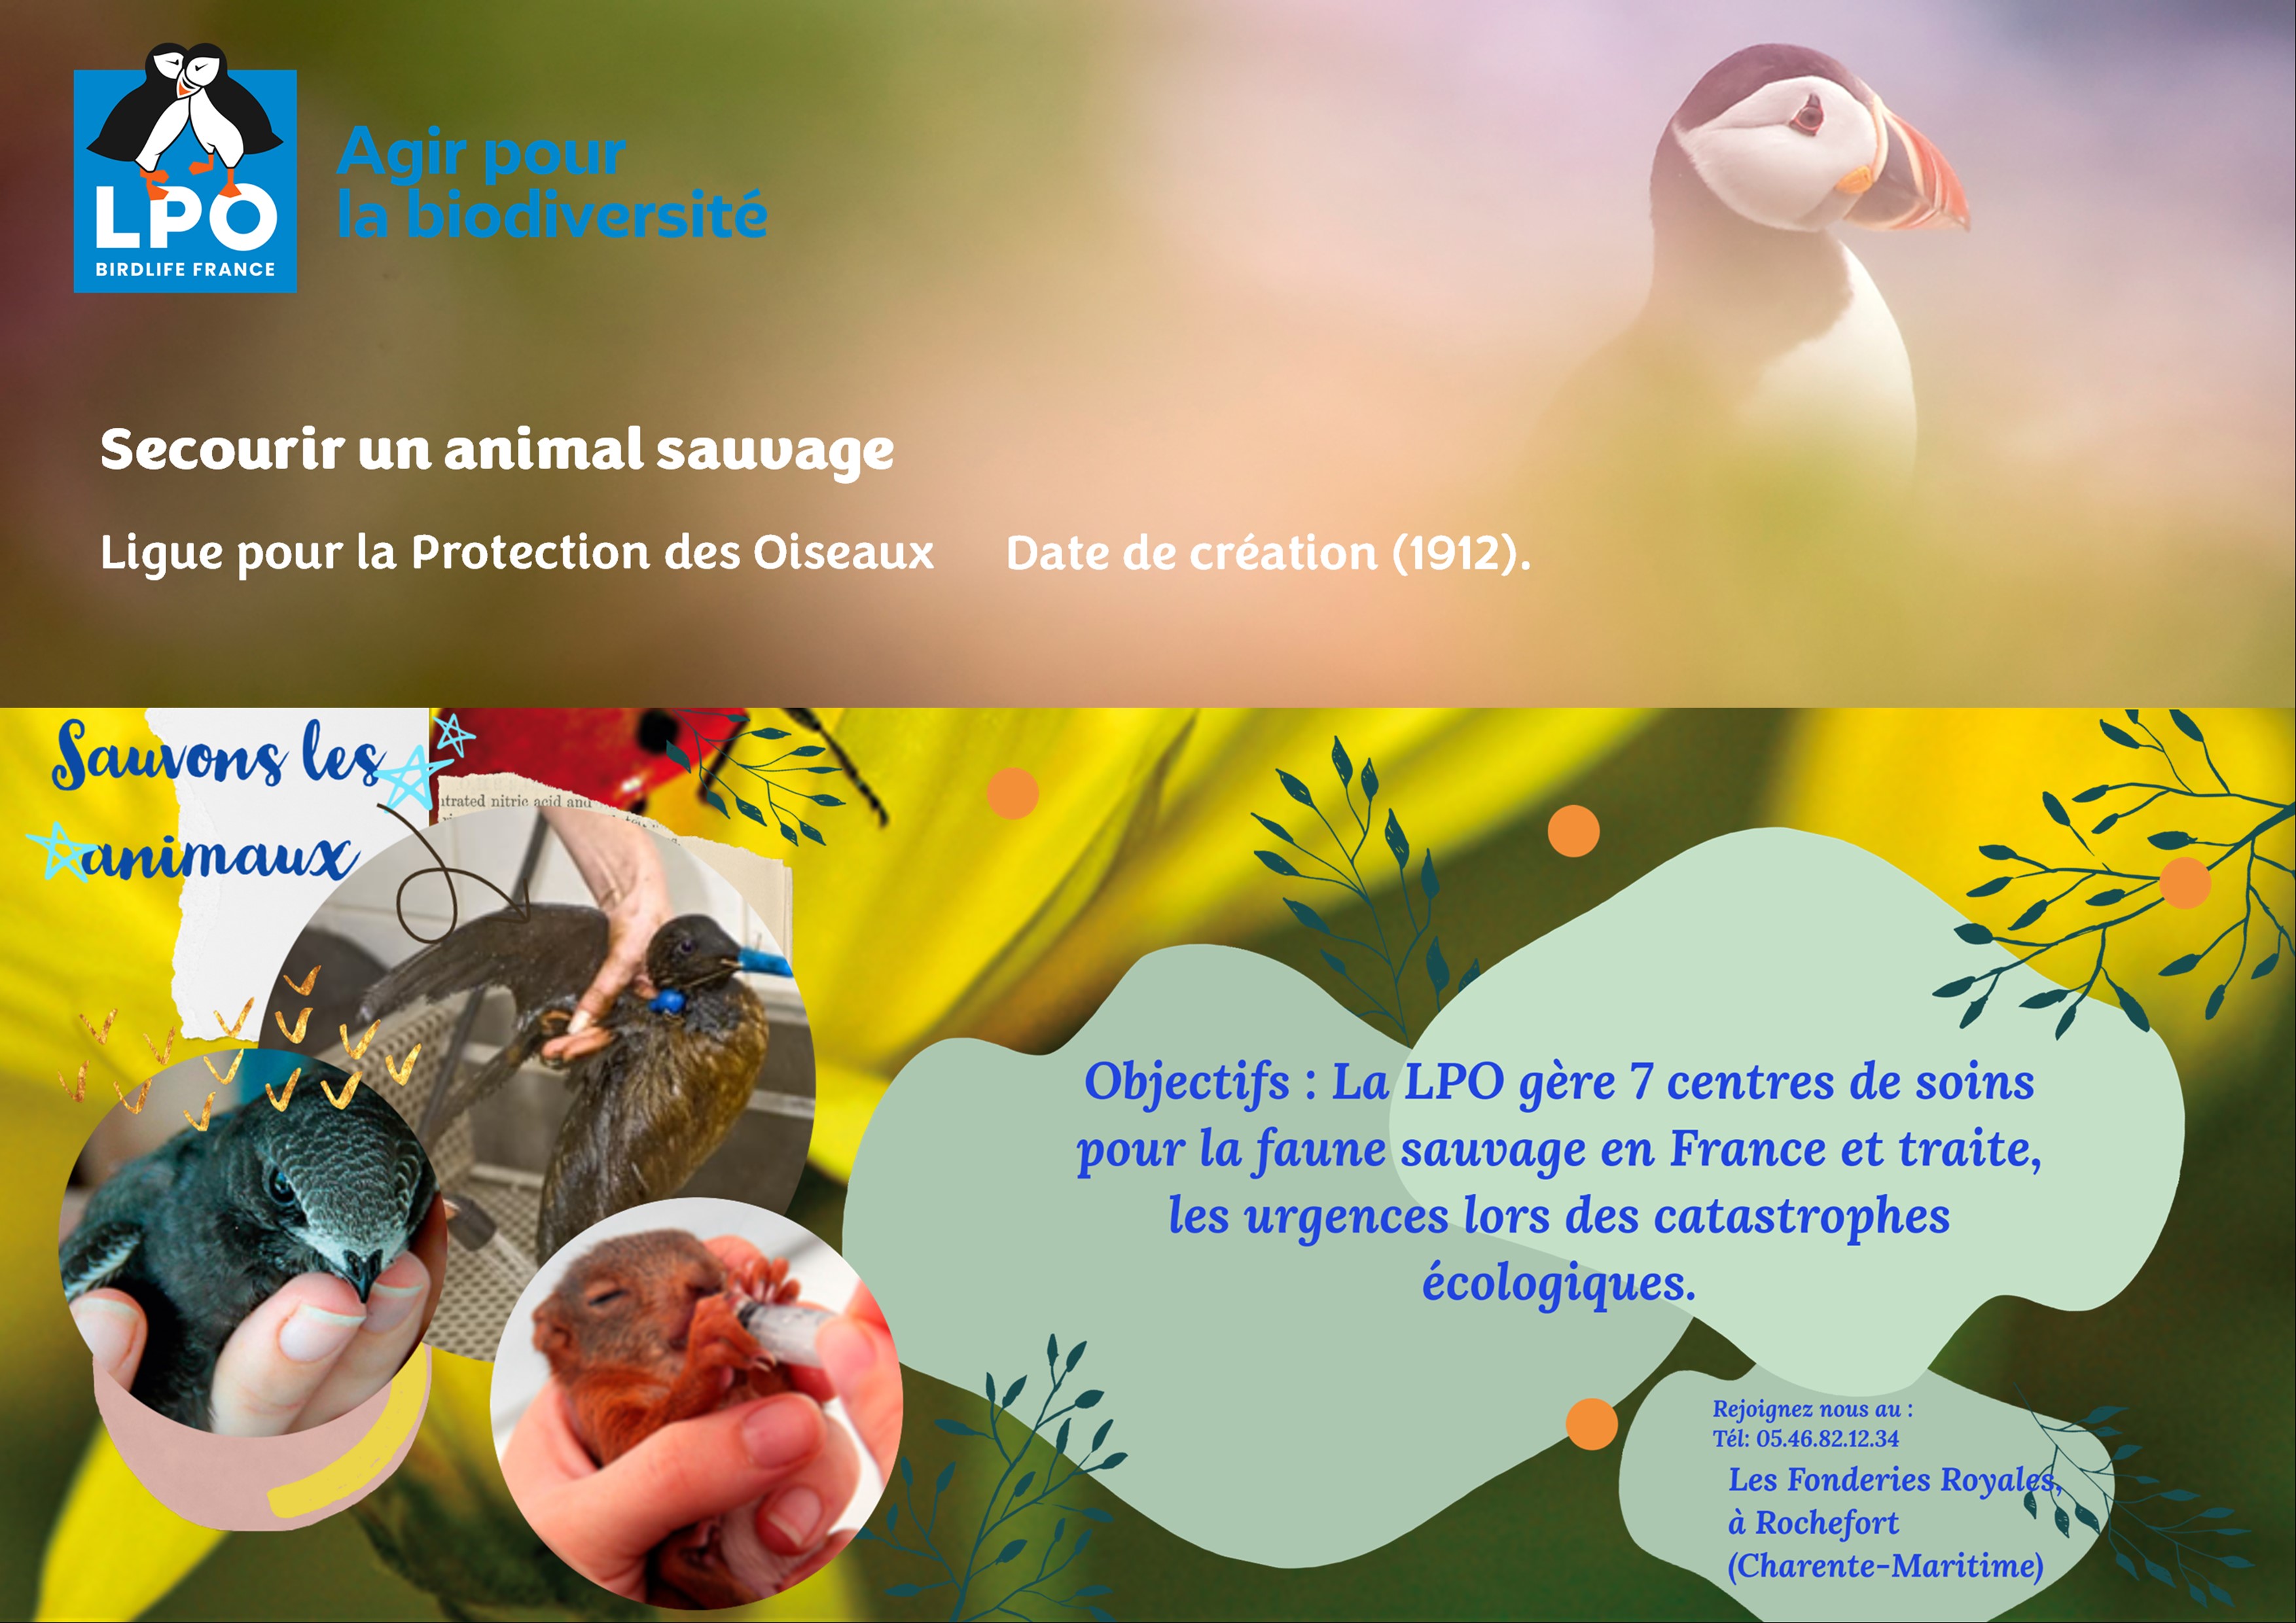 LPO
BIRDLIFE FRANCE
Agir pour
la biodiversité
Secourir un animal sauvage
Ligue pour la Protection des Oiseaux Date de création (1912).
Sauvons les
animaux
ntrated nitric acid and
Objectifs : La LPO gère 7 centres de soins
pour la faune sauvage en France et traite,
les urgences lors des catastrophes
écologiques.
Rejoignez nous au :
Tél: 05.46.82.12.34
Les Fonderies Royales,
à Rochefort
(Charente-Maritime)